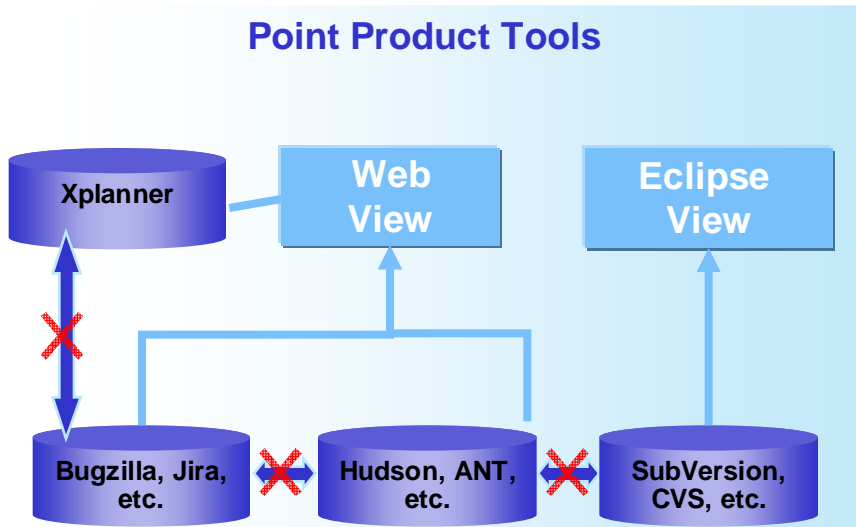 Point Product Tools
Xplanner
Web
View
Eclipse
View
Bugzilla, Jira,
etc.
Hudson, ANT,
etc.
SubVersion,
CVS, etc.